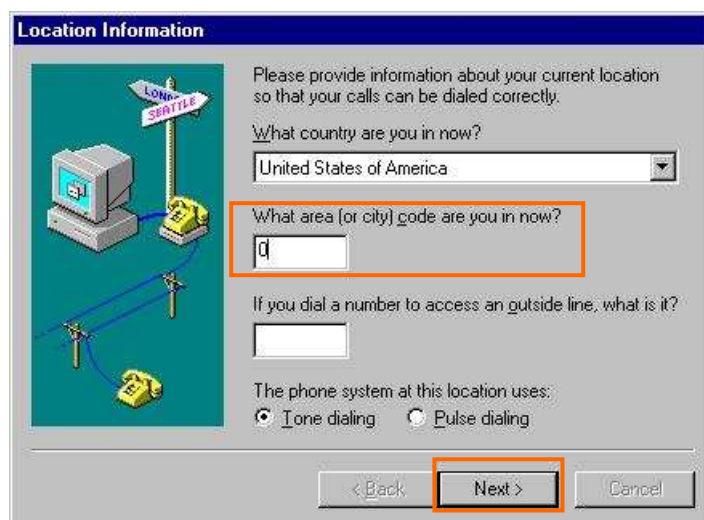 Location Information
LONDO
SEATTLE
Please provide information about your current location
so that your calls can be dialed correctly.
What country are you in now?
United States of America
What area (or city) code are you in now?
0
If you dial a number to access an outside line, what is it?
The phone system at this location uses:
Tone dialing Pulse dialing
< Back Next > Cancel